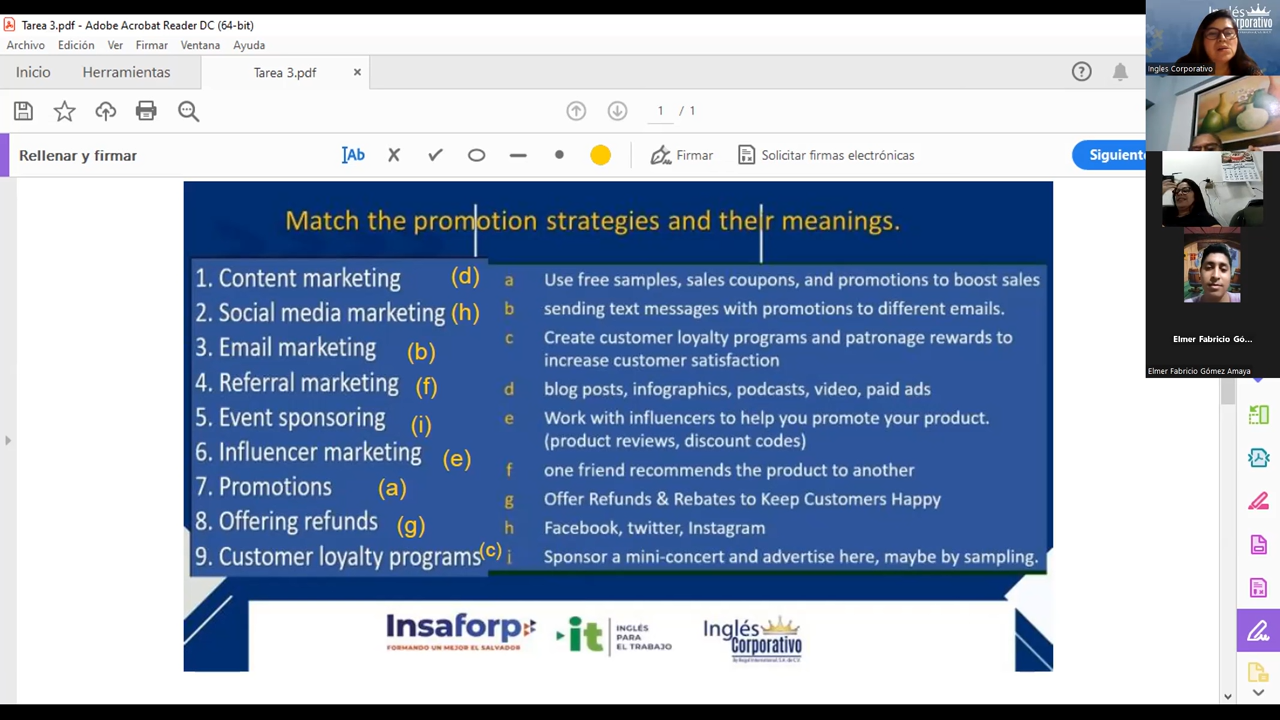 Tarea 3.pdf - Adobe Acrobat Reader DC (64-bit)
Archivo Edición Ver Firmar Ventana Ayuda
Inicio Herramientas Tarea 3.pdf ×
1 / 1
Rellenar y firmar Ab Firmar Solicitar firmas electrónicas Siguiente
Match the promotion strategies and their meanings.
1. Content marketing (d)
2. Social media marketing (h)
3. Email marketing (b)
4. Referral marketing (f)
5. Event sponsoring (i)
6. Influencer marketing (e)
7. Promotions (a)
8. Offering refunds (g)
9. Customer loyalty programs (c)
a Use free samples, sales coupons, and promotions to boost sales
b sending text messages with promotions to different emails.
c Create customer loyalty programs and patronage rewards to
increase customer satisfaction
d blog posts, infographics, podcasts, video, paid ads
e Work with influencers to help you promote your product.
(product reviews, discount codes)
f one friend recommends the product to another
g Offer Refunds & Rebates to Keep Customers Happy
h Facebook, twitter, Instagram
i Sponsor a mini-concert and advertise here, maybe by sampling.
Insaforp
FORMANDO UN MEJOR EL SALVADOR
it
INGLÉS
PARA
EL TRABAJO
Inglés
Corporativo
Ingles Corporativo
Elmer Fabricio Gó...
Elmer Fabricio Gómez Amaya